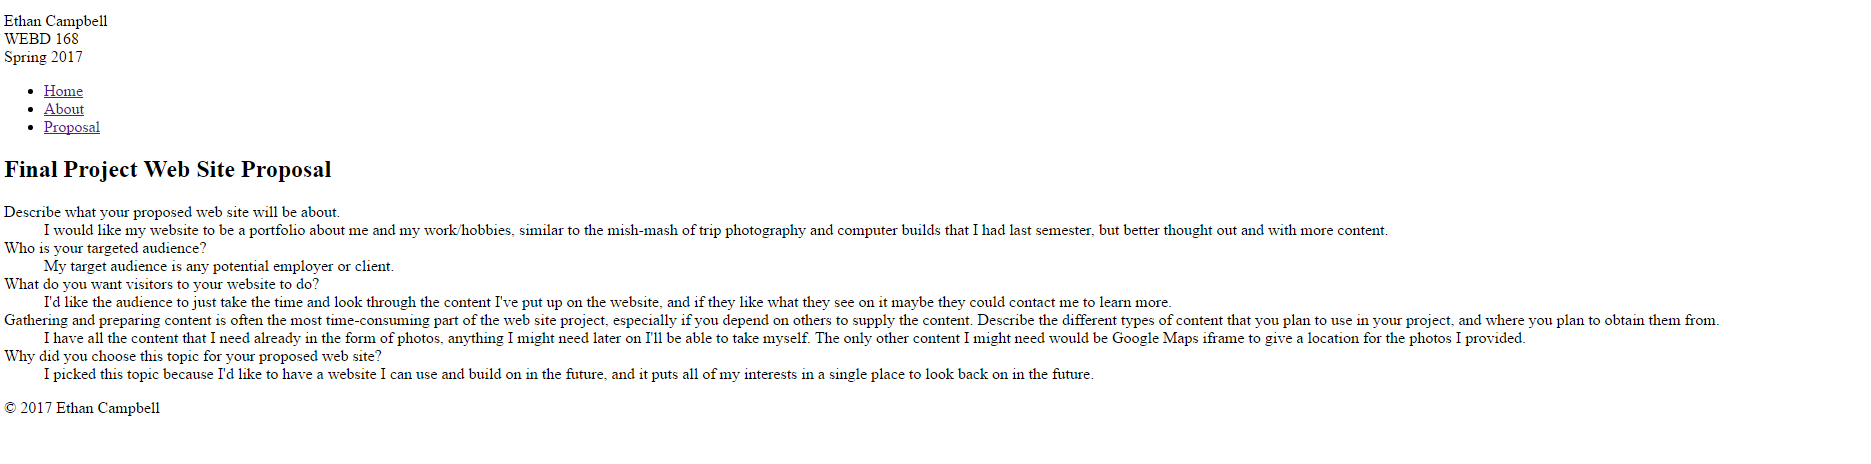 Ethan Campbell
WEBD 168
Spring 2017
Home
About
Proposal
Final Project Web Site Proposal
Describe what your proposed web site will be about.
I would like my website to be a portfolio about me and my work/hobbies, similar to the mish-mash of trip photography and computer builds that I had last semester, but better thought out and with more content.
Who is your targeted audience?
My target audience is any potential employer or client.
What do you want visitors to your website to do?
I'd like the audience to just take the time and look through the content I've put up on the website, and if they like what they see on it maybe they could contact me to learn more.
Gathering and preparing content is often the most time-consuming part of the web site project, especially if you depend on others to supply the content. Describe the different types of content that you plan to use in your project, and where you plan to obtain them from.
I have all the content that I need already in the form of photos, anything I might need later on I'll be able to take myself. The only other content I might need would be Google Maps iframe to give a location for the photos I provided.
Why did you choose this topic for your proposed web site?
I picked this topic because I'd like to have a website I can use and build on in the future, and it puts all of my interests in a single place to look back on in the future.
© 2017 Ethan Campbell